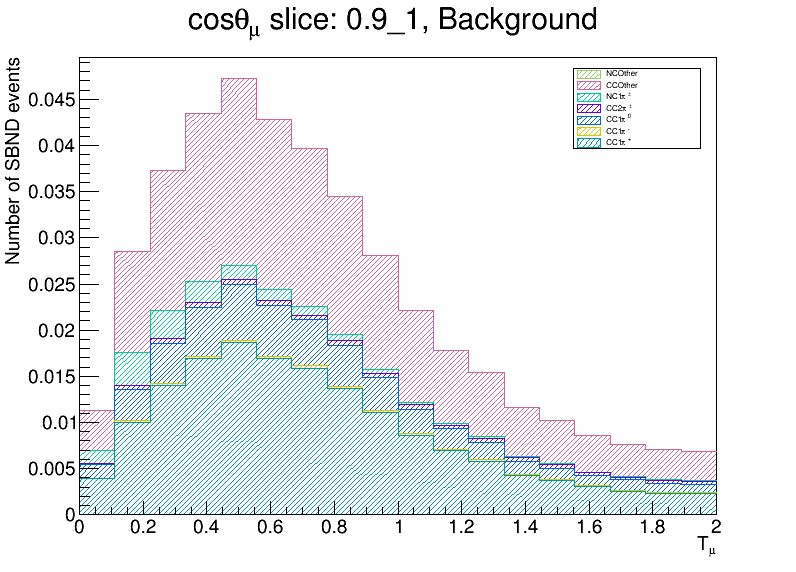 cosθμ slice: 0.9_1, Background
Number of SBND events
0.045
0.04
0.035
0.03
0.025
0.02
0.015
0.01
0.005
0
NCOther
CCOther
NC1π ±
CC2π ±
CC1π 0
CC1π -
CC1π +
0 0.2 0.4 0.6 0.8 1 1.2 1.4 1.6 1.8 2
Tμ